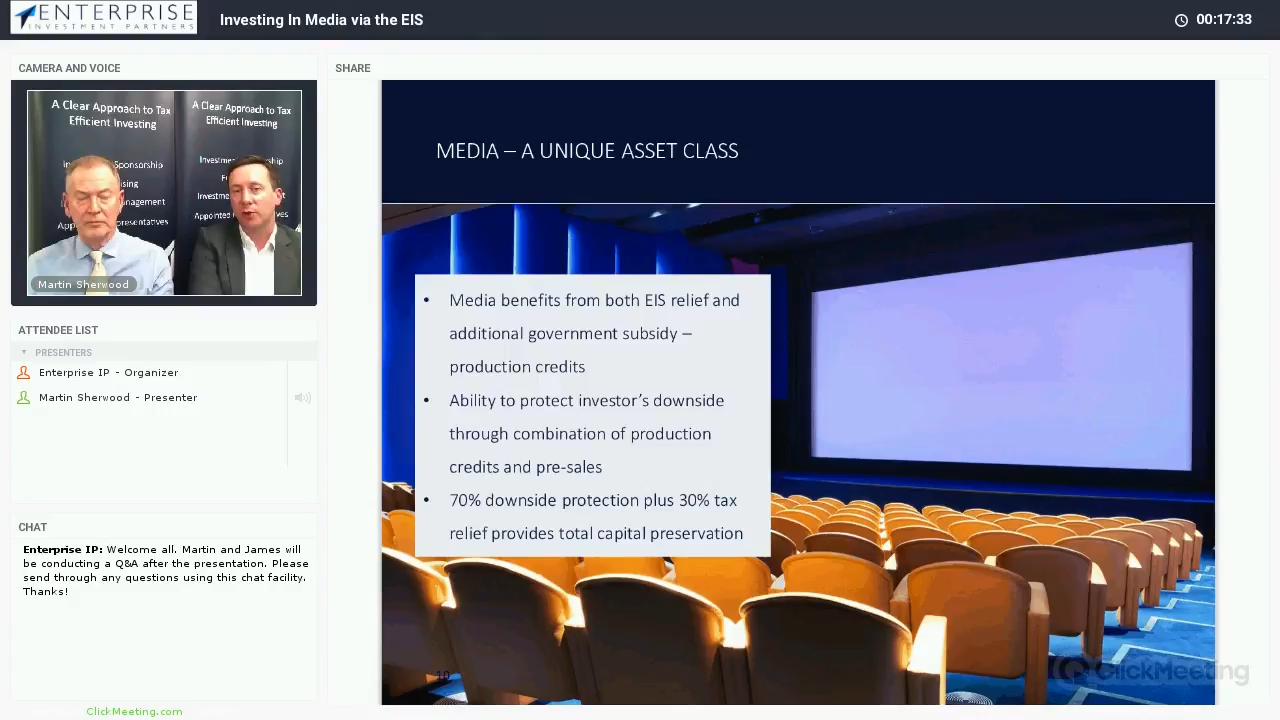 ENTERPRISE
INVESTMENT PARTNERS
Investing In Media via the EIS
00:17:33
CAMERA AND VOICE
A Clear Approach to Tax
Efficient Investing
Sponsorship
A Clear Approach to Tax
Efficient Investing
Martin Sherwood
ATTENDEE LIST
PRESENTERS
Enterprise IP - Organizer
Martin Sherwood - Presenter
CHAT
Enterprise IP: Welcome all. Martin and James will
be conducting a Q&A after the presentation. Please
send through any questions using this chat facility.
Thanks!
ClickMeeting.com
SHARE
MEDIA – A UNIQUE ASSET CLASS
• Media benefits from both EIS relief and
additional government subsidy –
production credits
• Ability to protect investor's downside
through combination of production
credits and pre-sales
• 70% downside protection plus 30% tax
relief provides total capital preservation
10
ClickMeeting